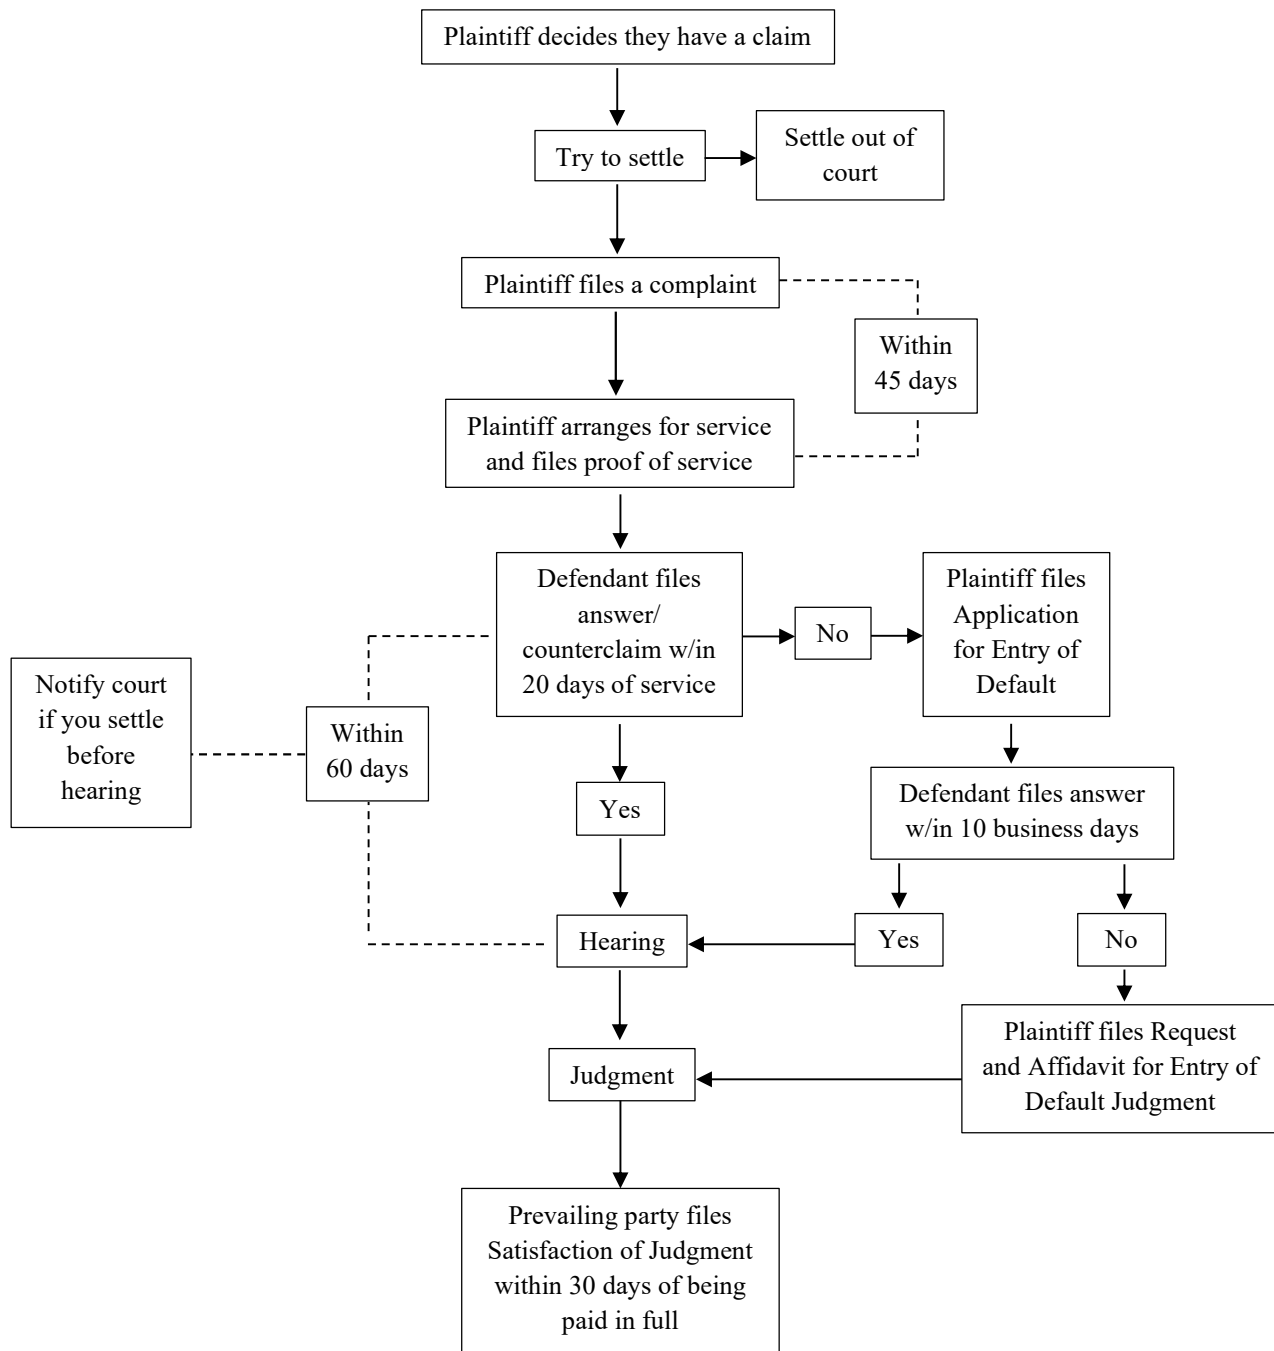 Plaintiff decides they have a claim
Try to settle
Settle out of
court
Plaintiff files a complaint
Within
45 days
Plaintiff arranges for service
and files proof of service
Defendant files
answer/
counterclaim w/in
20 days of service
No
Plaintiff files
Application
for Entry of
Default
Notify court
if you settle
before
hearing
Within
60 days
Yes
Defendant files answer
w/in 10 business days
Hearing
Yes
No
Judgment
Plaintiff files Request
and Affidavit for Entry of
Default Judgment
Prevailing party files
Satisfaction of Judgment
within 30 days of being
paid in full